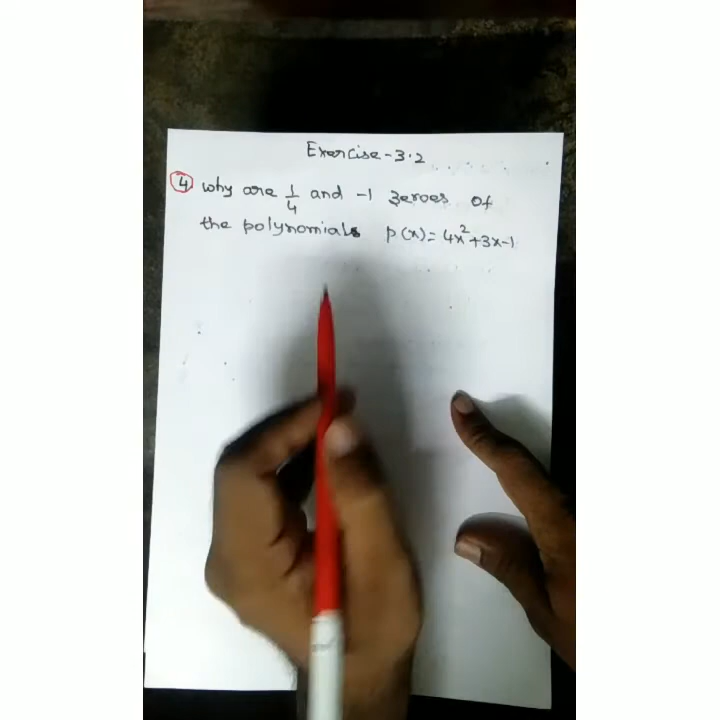 Exercise-3.2
4 why are 1/4 and -1 zeroes of
the polynomials p(x)= 4x²+3x-1